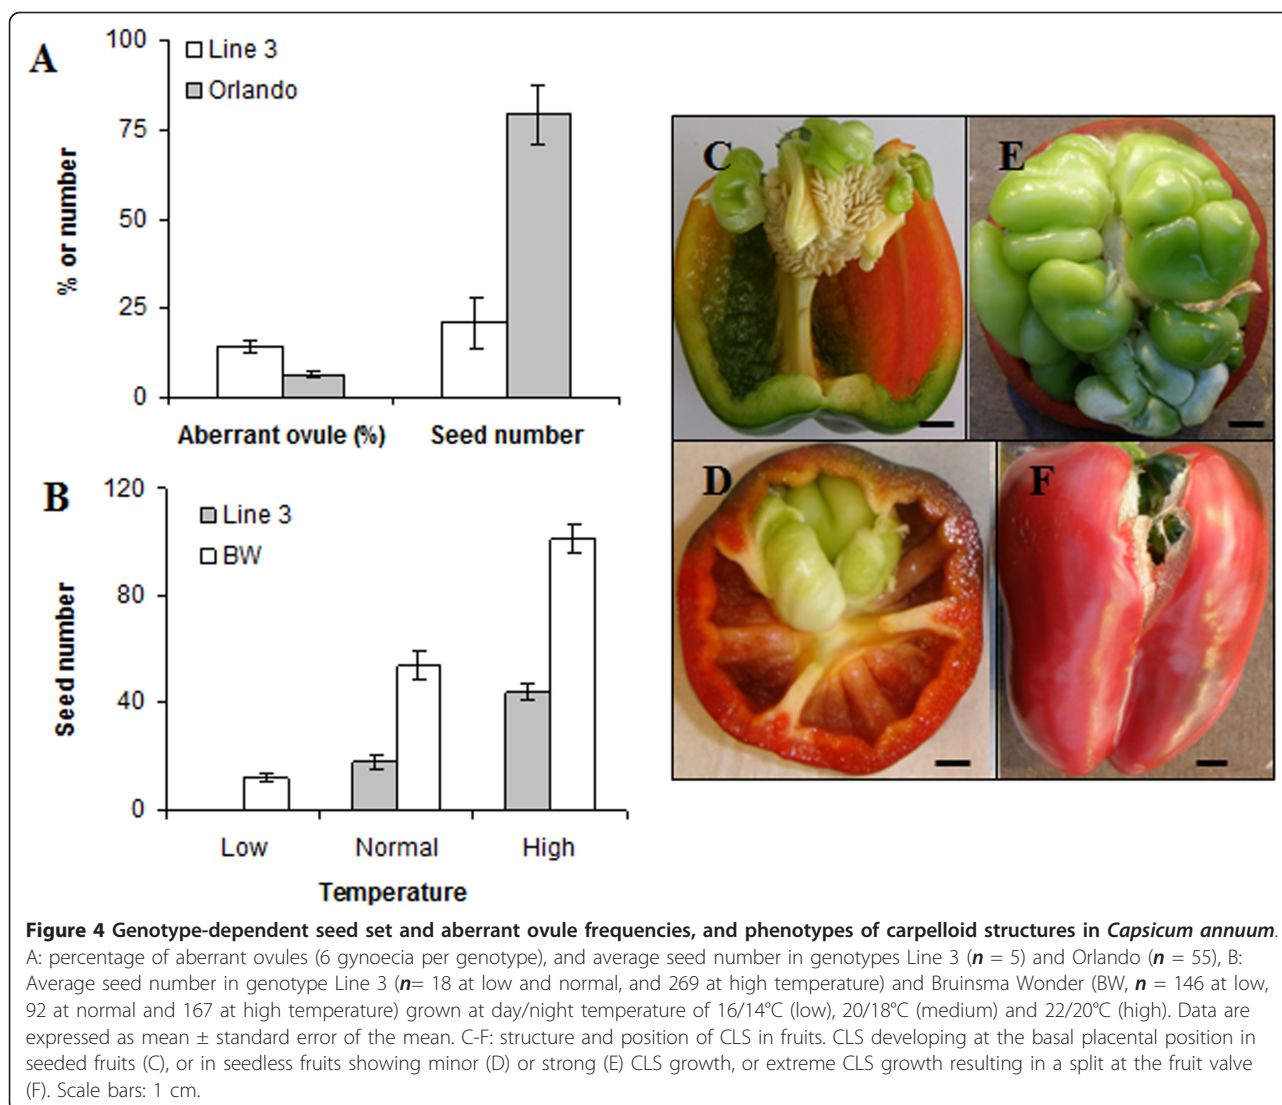 A
100
75
50
25
0
% or number
Line 3
Orlando
Aberrant ovule (%)
Seed number
B
120
80
40
0
Seed number
Line 3
BW
Low
Normal
High
Temperature
C
E
D
F
Figure 4 Genotype-dependent seed set and aberrant ovule frequencies, and phenotypes of carpelloid structures in Capsicum annuum.
A: percentage of aberrant ovules (6 gynoecia per genotype), and average seed number in genotypes Line 3 (n = 5) and Orlando (n = 55), B:
Average seed number in genotype Line 3 (n= 18 at low and normal, and 269 at high temperature) and Bruinsma Wonder (BW, n = 146 at low,
92 at normal and 167 at high temperature) grown at day/night temperature of 16/14°C (low), 20/18°C (medium) and 22/20°C (high). Data are
expressed as mean ± standard error of the mean. C-F: structure and position of CLS in fruits. CLS developing at the basal placental position in
seeded fruits (C), or in seedless fruits showing minor (D) or strong (E) CLS growth, or extreme CLS growth resulting in a split at the fruit valve
(F). Scale bars: 1 cm.